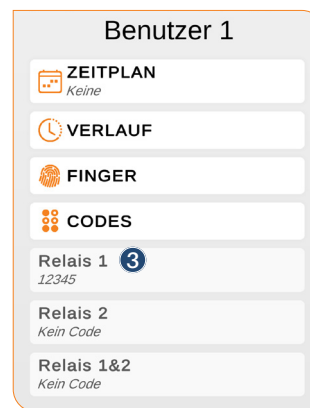 Benutzer 1
ZEITPLAN
Keine
VERLAUF
FINGER
CODES
Relais 1 3
12345
Relais 2
Kein Code
Relais 1&2
Kein Code